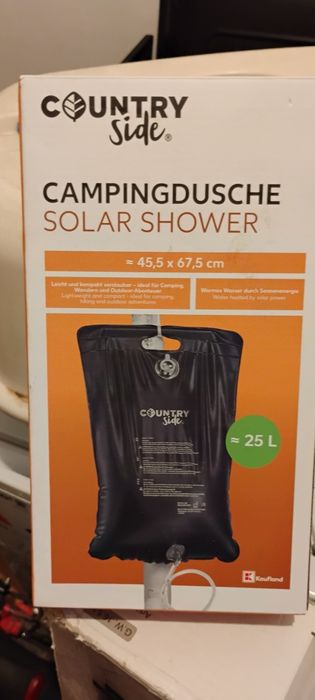 COUNTRY
Side®
CAMPINGDUSCHE
SOLAR SHOWER
≈ 45,5 x 67,5 cm
Leicht und kompakt verstaubar – ideal für Camping,
Wandern und Outdoor-Abenteuer
Lightweight and compact – ideal for camping,
hiking and outdoor adventures
Warmes Wasser durch Sonnenenergie
Water heated by solar power
COUNTRY
Side
≈ 25 L
Kaufland